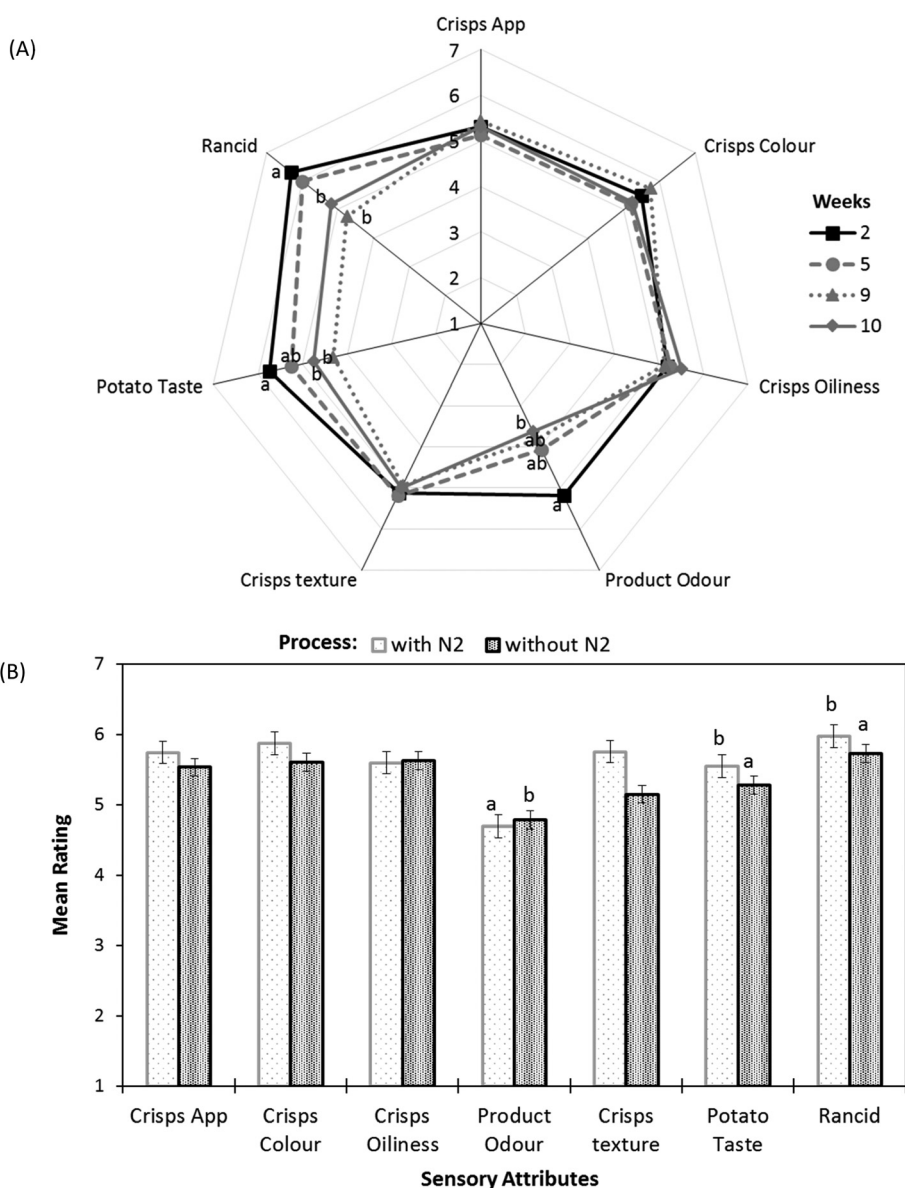 (A)
Crisps App
7
6
5
4
3
2
1
Rancid
Crisps Colour
a
b
b
Weeks
2
5
9
10
Potato Taste
ab
b
a
b
Crisps Oiliness
b
ab
ab
a
Crisps texture
Product Odour
(B)
Process: with N2 without N2
7
6
5
4
3
2
1
Mean Rating
a b
b a
b a
Crisps App
Crisps Colour
Crisps Oiliness
Product Odour
Crisps texture
Potato Taste
Rancid
Sensory Attributes